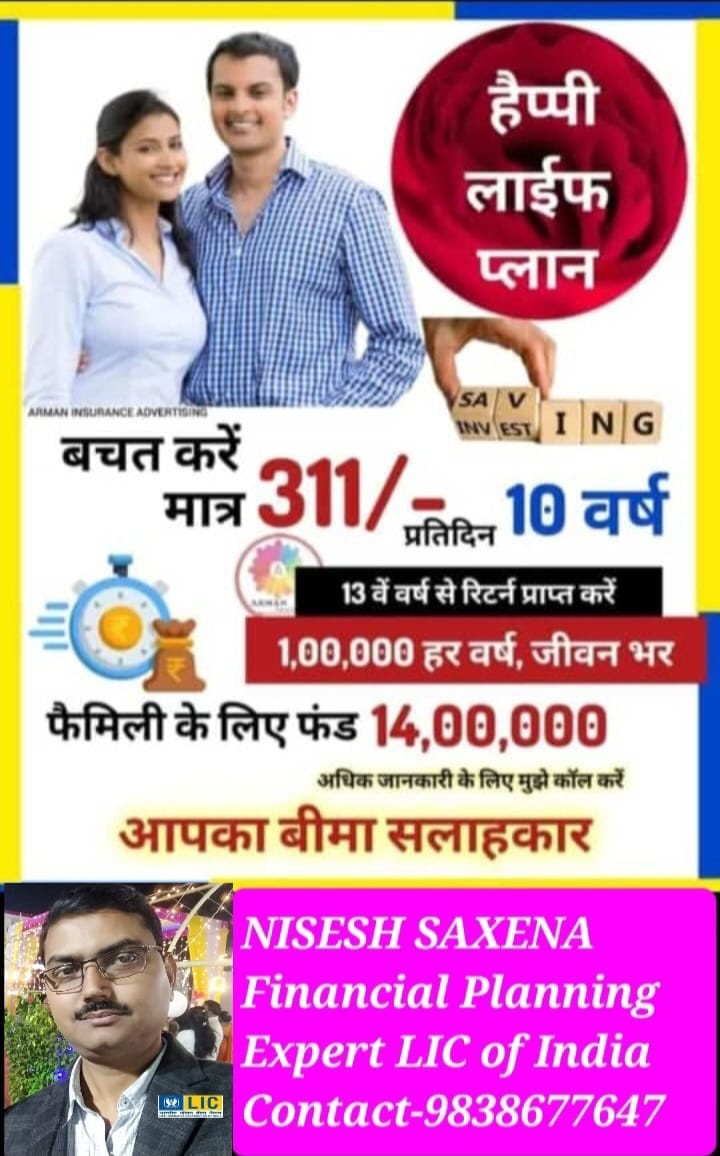 हैप्पी
लाईफ
प्लान
SA V
INV EST I N G
ARMAN INSURANCE ADVERTISING
बचत करें
मात्र 311/- प्रतिदिन 10 वर्ष
ARMAN
13 वें वर्ष से रिटर्न प्राप्त करें
1,00,000 हर वर्ष, जीवन भर
फैमिली के लिए फंड 14,00,000
अधिक जानकारी के लिए मुझे कॉल करें
आपका बीमा सलाहकार
NISESH SAXENA
Financial Planning
Expert LIC of India
Contact-9838677647
LIC